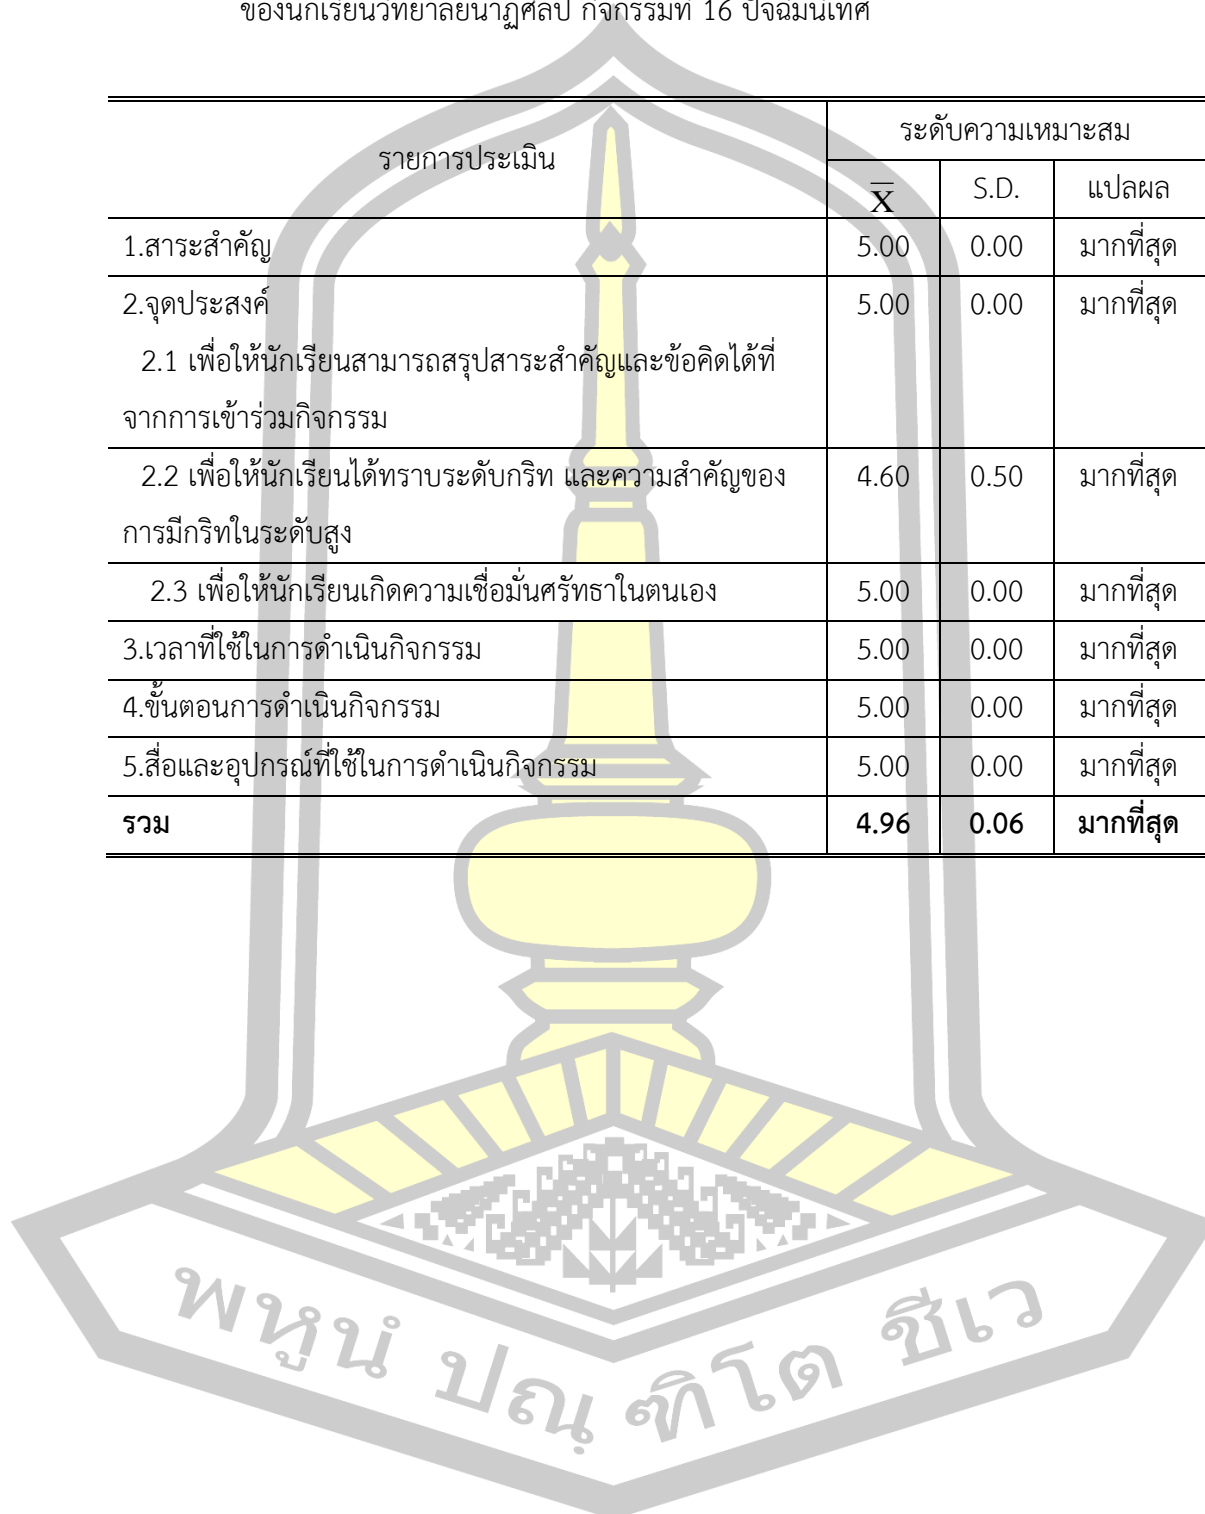 ของนักเรียนวิทยาลัยนาฏศิลป กิจกรรมที่ 16 ปัจฉิมนิเทศ
รายการประเมิน ระดับความเหมาะสม
X̄ S.D. แปลผล
1.สาระสำคัญ 5.00 0.00 มากที่สุด
2.จุดประสงค์ 5.00 0.00 มากที่สุด
2.1 เพื่อให้นักเรียนสามารถสรุปสาระสำคัญและข้อคิดได้ที่
จากการเข้าร่วมกิจกรรม
2.2 เพื่อให้นักเรียนได้ทราบระดับกริท และความสำคัญของ 4.60 0.50 มากที่สุด
การมีกริทในระดับสูง
2.3 เพื่อให้นักเรียนเกิดความเชื่อมั่นศรัทธาในตนเอง 5.00 0.00 มากที่สุด
3.เวลาที่ใช้ในการดำเนินกิจกรรม 5.00 0.00 มากที่สุด
4.ขั้นตอนการดำเนินกิจกรรม 5.00 0.00 มากที่สุด
5.สื่อและอุปกรณ์ที่ใช้ในการดำเนินกิจกรรม 5.00 0.00 มากที่สุด
รวม 4.96 0.06 มากที่สุด
พหูนํ ปณฺฑิโต ชีเว